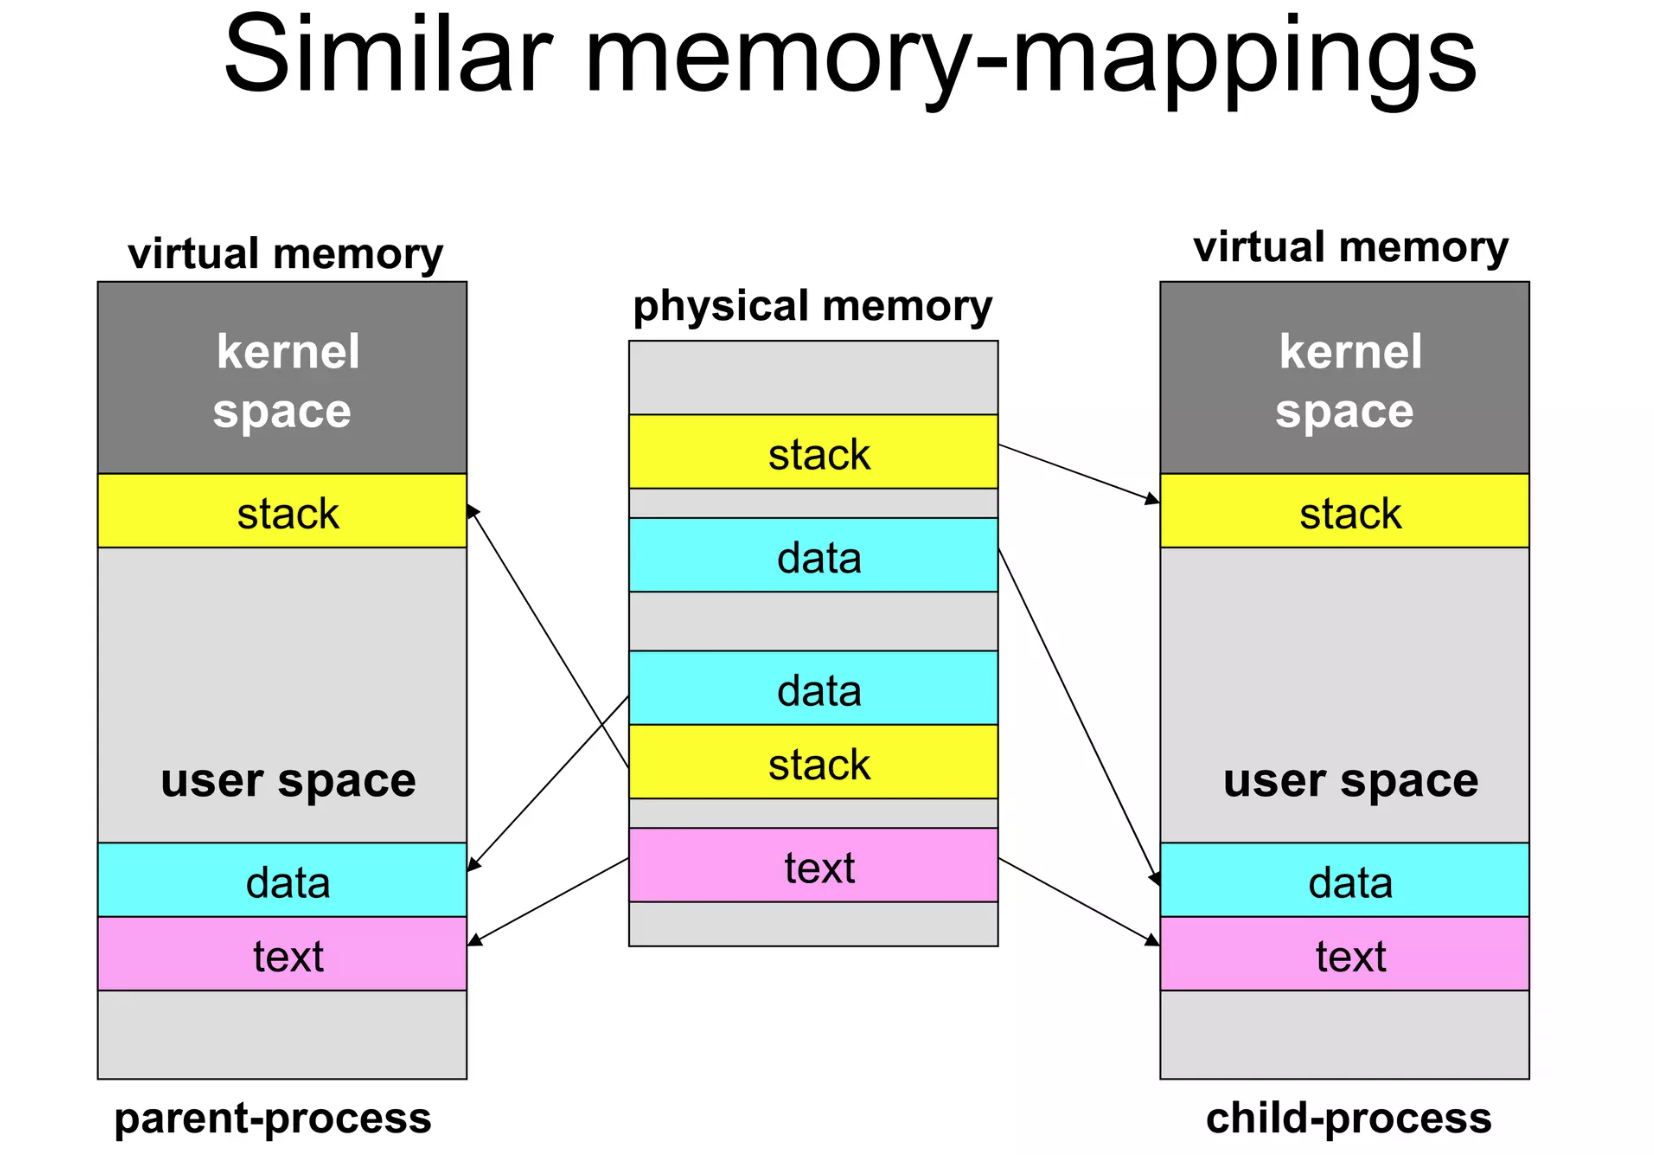 Similar memory-mappings
virtual memory
kernel
space
stack
user space
data
text
parent-process
physical memory
stack
data
data
stack
text
virtual memory
kernel
space
stack
user space
data
text
child-process